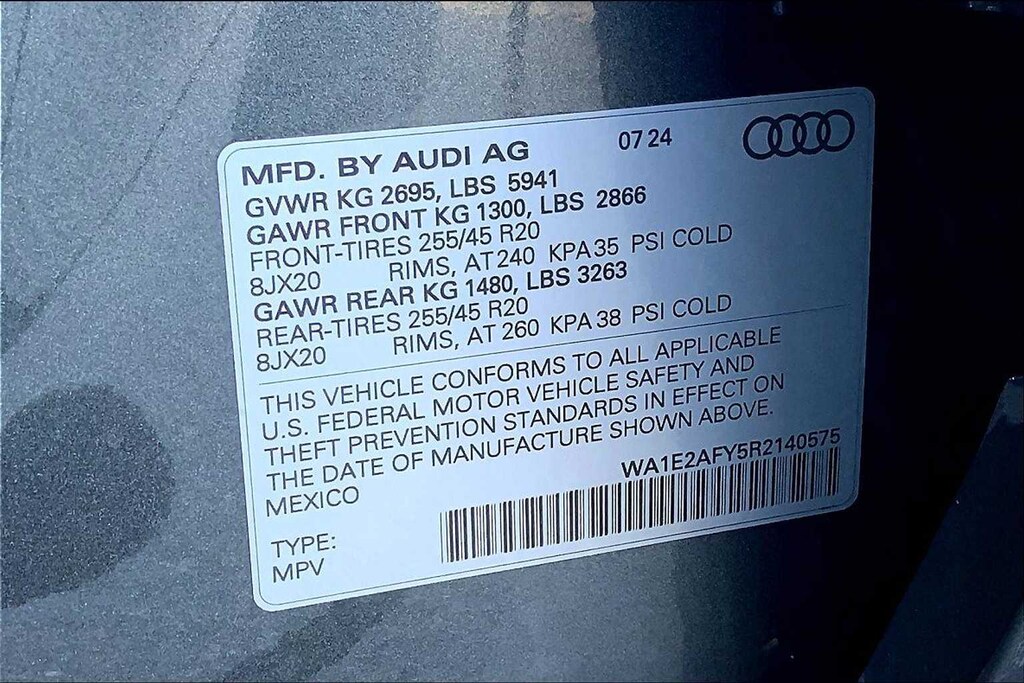 MFD. BY AUDI AG 07 24
GVWR KG 2695, LBS 5941
GAWR FRONT KG 1300, LBS 2866
FRONT-TIRES 255/45 R20
8JX20 RIMS, AT 240 KPA 35 PSI COLD
GAWR REAR KG 1480, LBS 3263
REAR-TIRES 255/45 R20
8JX20 RIMS, AT 260 KPA 38 PSI COLD
THIS VEHICLE CONFORMS TO ALL APPLICABLE
U.S. FEDERAL MOTOR VEHICLE SAFETY AND
THEFT PREVENTION STANDARDS IN EFFECT ON
THE DATE OF MANUFACTURE SHOWN ABOVE.
MEXICO WA1E2AFY5R2140575
TYPE:
MPV